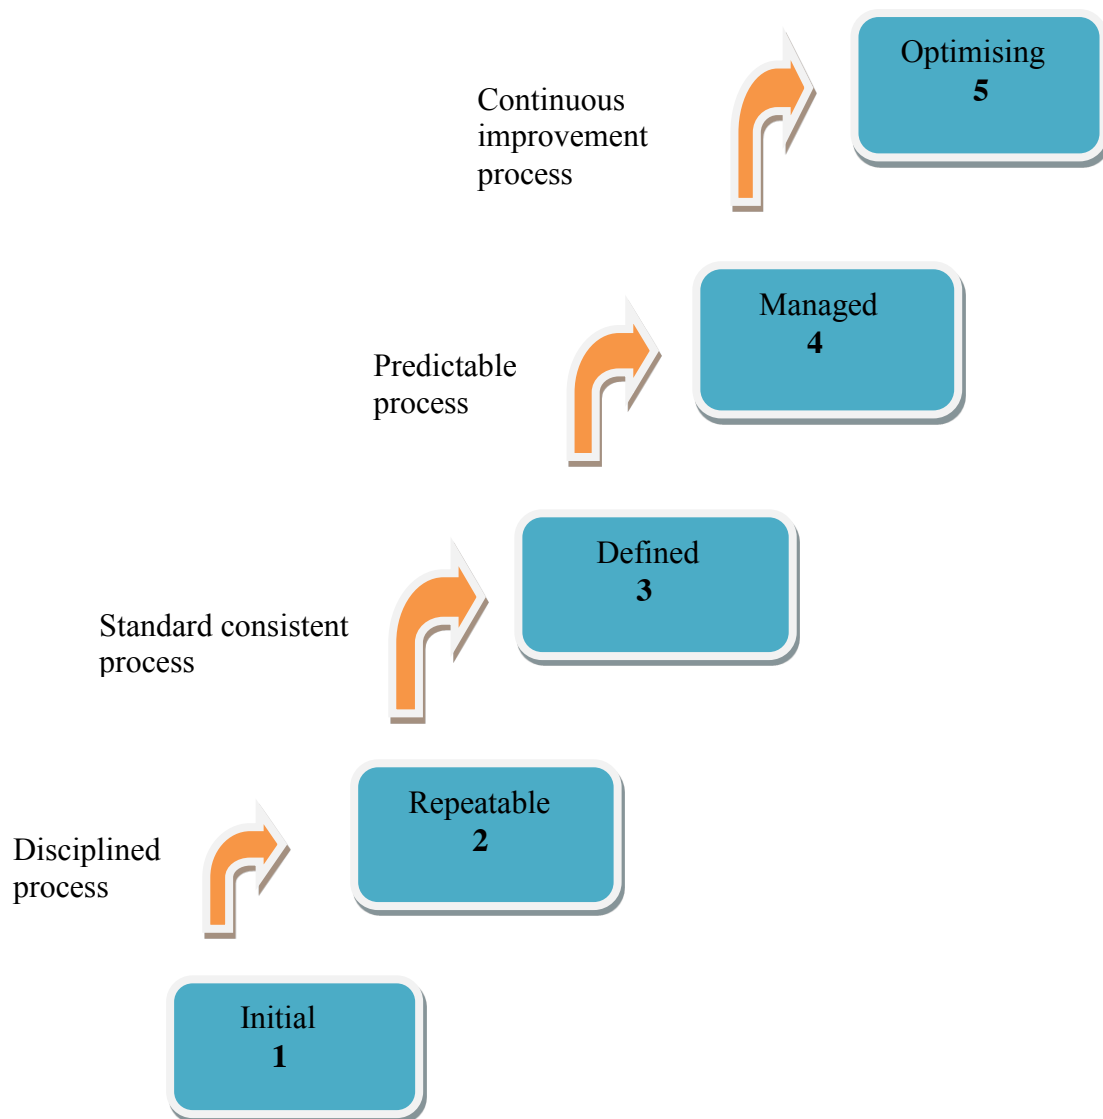 Optimising
5
Continuous
improvement
process
Managed
4
Predictable
process
Defined
3
Standard consistent
process
Repeatable
2
Disciplined
process
Initial
1